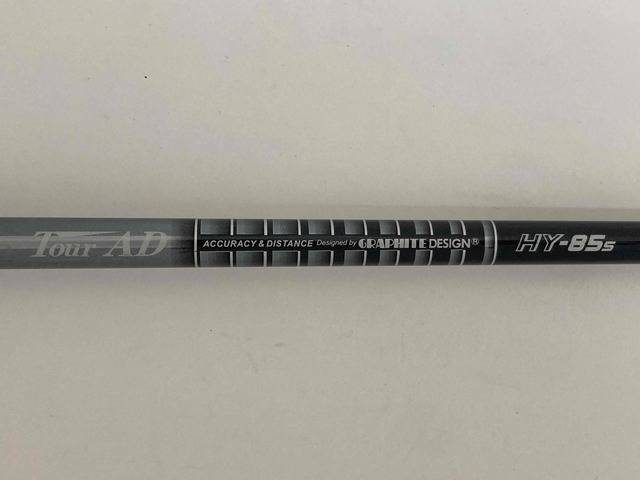 Tour AD ACCURACY & DISTANCE Designed by GRAPHITE DESIGN® HY-85s